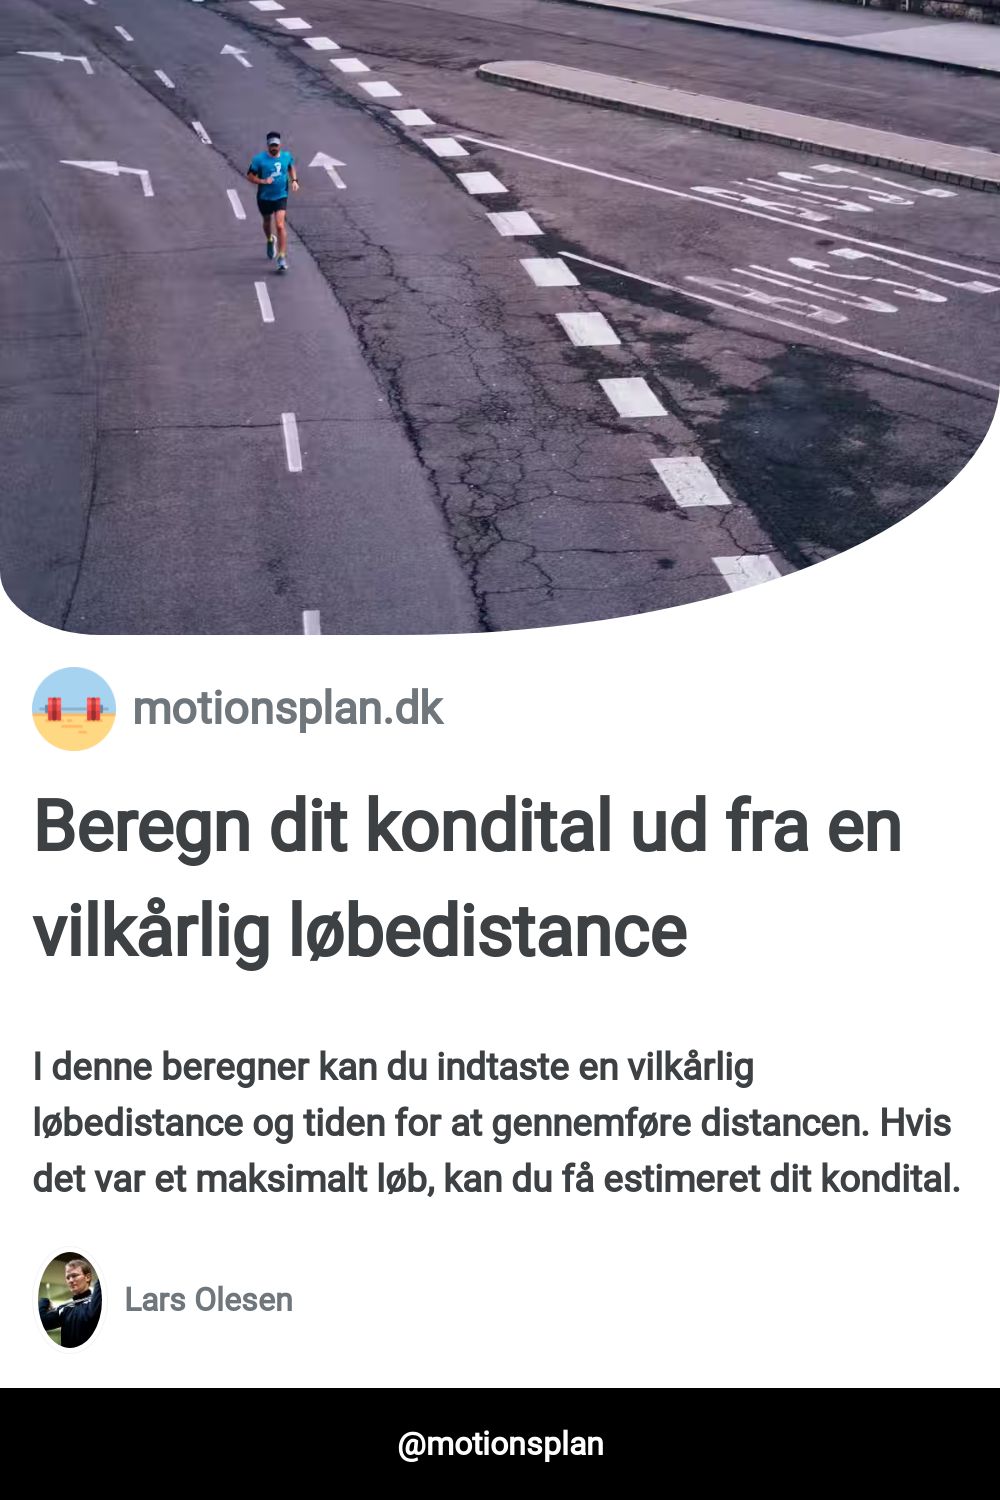 motionsplan.dk
Beregn dit kondital ud fra en
vilkårlig løbedistance
I denne beregner kan du indtaste en vilkårlig
løbedistance og tiden for at gennemføre distancen. Hvis
det var et maksimalt løb, kan du få estimeret dit kondital.
Lars Olesen
@motionsplan